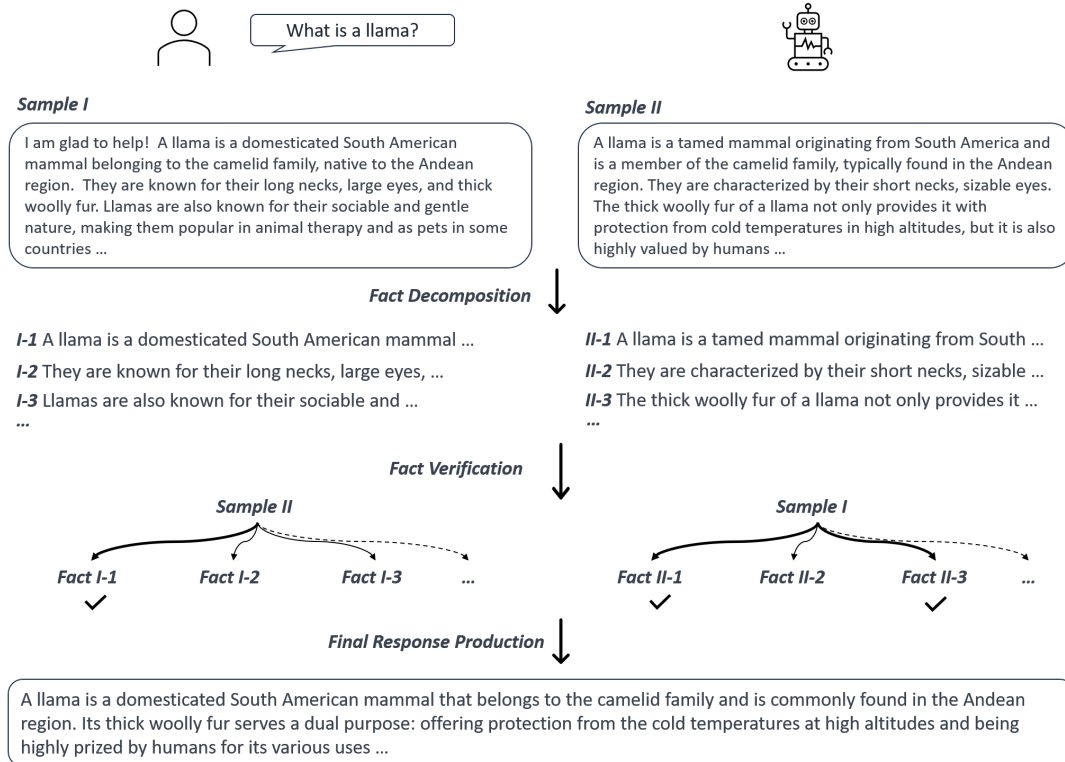 What is a llama?
Sample I
I am glad to help!  A llama is a domesticated South American
mammal belonging to the camelid family, native to the Andean
region.  They are known for their long necks, large eyes, and thick
woolly fur. Llamas are also known for their sociable and gentle
nature, making them popular in animal therapy and as pets in some
countries ...
Sample II
A llama is a tamed mammal originating from South America and
is a member of the camelid family, typically found in the Andean
region. They are characterized by their short necks, sizable eyes.
The thick woolly fur of a llama not only provides it with
protection from cold temperatures in high altitudes, but it is also
highly valued by humans ...
Fact Decomposition
I-1 A llama is a domesticated South American mammal ...
I-2 They are known for their long necks, large eyes, ...
I-3 Llamas are also known for their sociable and ...
...
II-1 A llama is a tamed mammal originating from South ...
II-2 They are characterized by their short necks, sizable ...
II-3 The thick woolly fur of a llama not only provides it ...
...
Fact Verification
Sample II
Fact I-1
Fact I-2
Fact I-3
...
Sample I
Fact II-1
Fact II-2
Fact II-3
...
Final Response Production
A llama is a domesticated South American mammal that belongs to the camelid family and is commonly found in the Andean
region. Its thick woolly fur serves a dual purpose: offering protection from the cold temperatures at high altitudes and being
highly prized by humans for its various uses ...